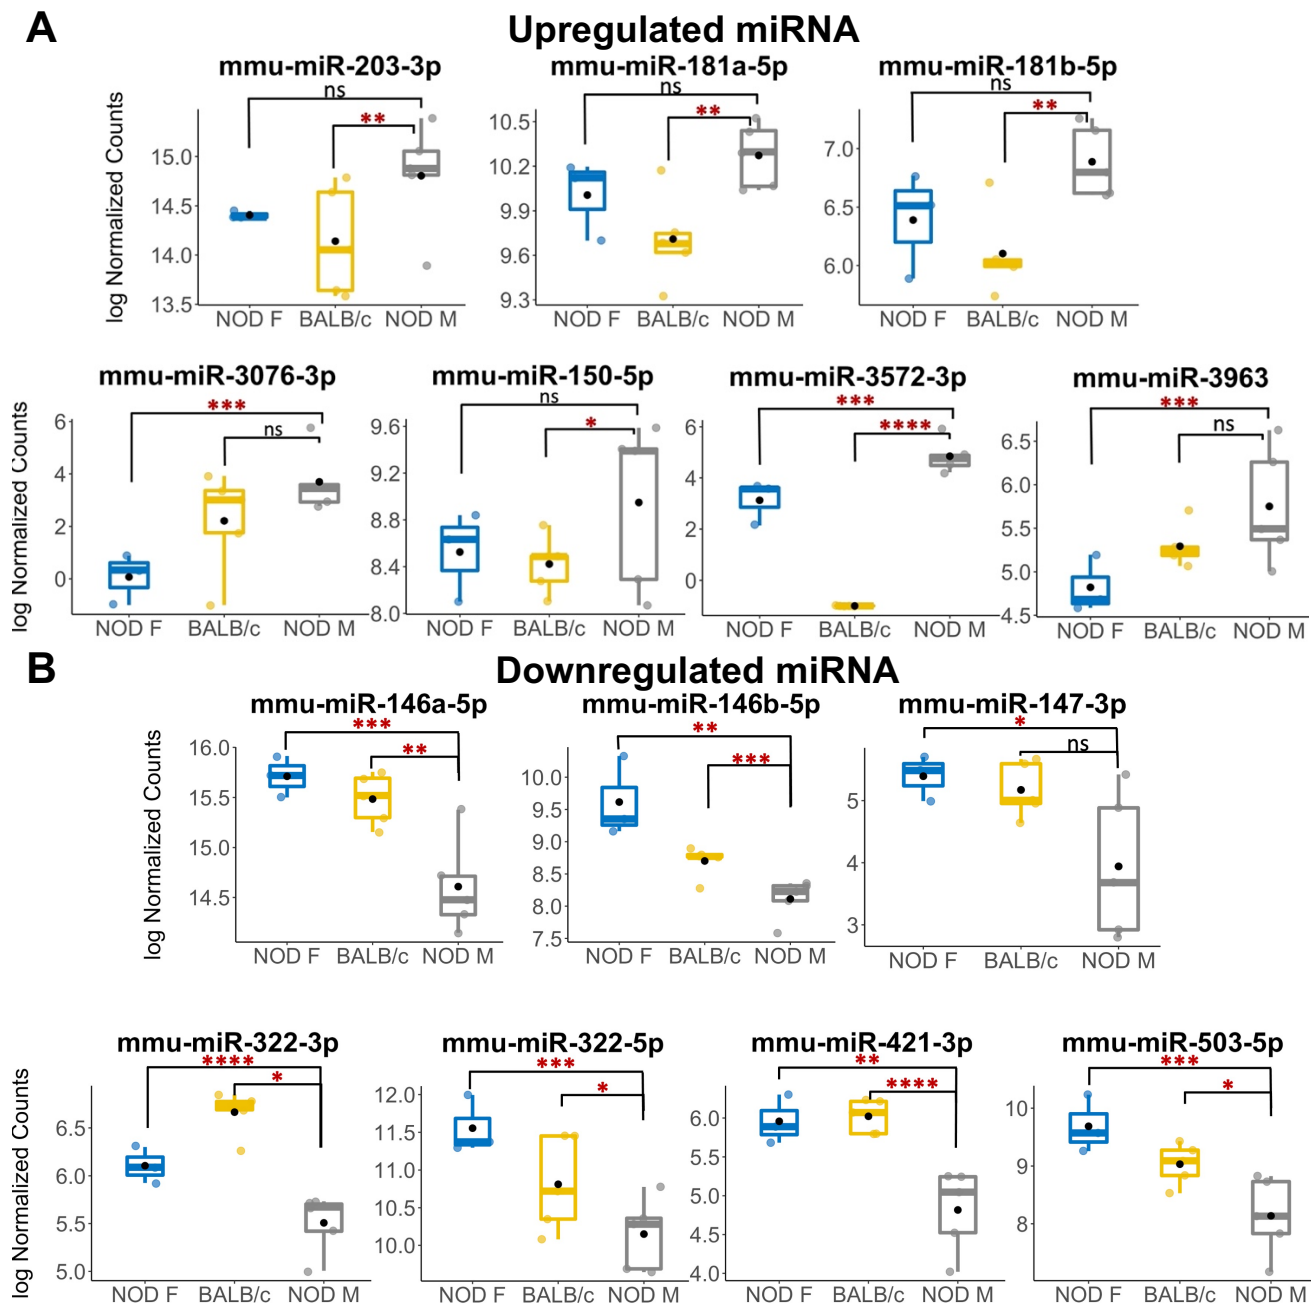 A
Upregulated miRNA
mmu-miR-203-3p
mmu-miR-181a-5p
mmu-miR-181b-5p
log Normalized Counts
ns
**
15.0
14.5
14.0
13.5
NOD F BALB/c NOD M
ns
**
10.5
10.2
9.9
9.6
9.3
NOD F BALB/c NOD M
ns
**
7.0
6.5
6.0
NOD F BALB/c NOD M
mmu-miR-3076-3p
mmu-miR-150-5p
mmu-miR-3572-3p
mmu-miR-3963
log Normalized Counts
***
ns
6
4
2
0
NOD F BALB/c NOD M
ns
*
9.6
9.2
8.8
8.4
8.0
NOD F BALB/c NOD M
***
****
6
4
2
0
NOD F BALB/c NOD M
***
ns
6.5
6.0
5.5
5.0
4.5
NOD F BALB/c NOD M
B
Downregulated miRNA
mmu-miR-146a-5p
mmu-miR-146b-5p
mmu-miR-147-3p
log Normalized Counts
***
**
16.0
15.5
15.0
14.5
NOD F BALB/c NOD M
**
***
10.0
9.5
9.0
8.5
8.0
7.5
NOD F BALB/c NOD M
*
ns
5
4
3
NOD F BALB/c NOD M
mmu-miR-322-3p
mmu-miR-322-5p
mmu-miR-421-3p
mmu-miR-503-5p
log Normalized Counts
****
*
6.5
6.0
5.5
5.0
NOD F BALB/c NOD M
***
*
12.0
11.5
11.0
10.5
10.0
NOD F BALB/c NOD M
**
****
6.0
5.5
5.0
4.5
4.0
NOD F BALB/c NOD M
***
*
10
9
8
NOD F BALB/c NOD M